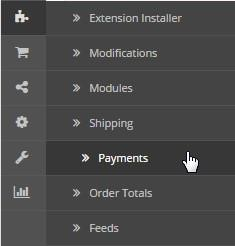 Extension Installer
Modifications
Modules
Shipping
Payments
Order Totals
Feeds